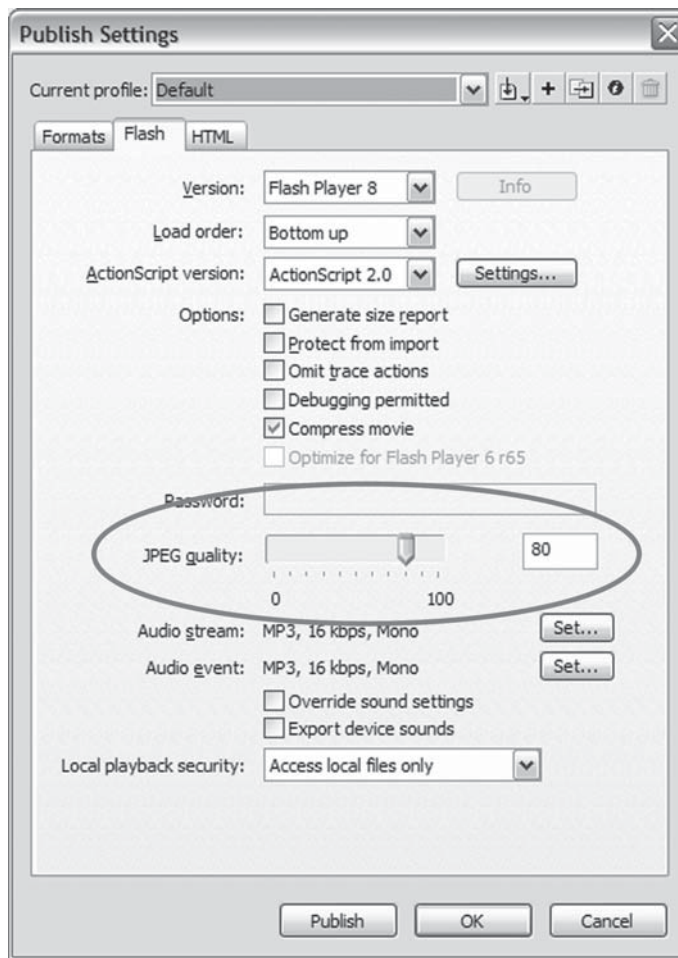 Publish Settings
Current profile: Default
Formats Flash HTML
Version: Flash Player 8 Info
Load order: Bottom up
ActionScript version: ActionScript 2.0 Settings...
Options: Generate size report
Protect from import
Omit trace actions
Debugging permitted
Compress movie
Optimize for Flash Player 6 r65
Password:
JPEG quality: 80
0 100
Audio stream: MP3, 16 kbps, Mono Set...
Audio event: MP3, 16 kbps, Mono Set...
Override sound settings
Export device sounds
Local playback security: Access local files only
Publish OK Cancel